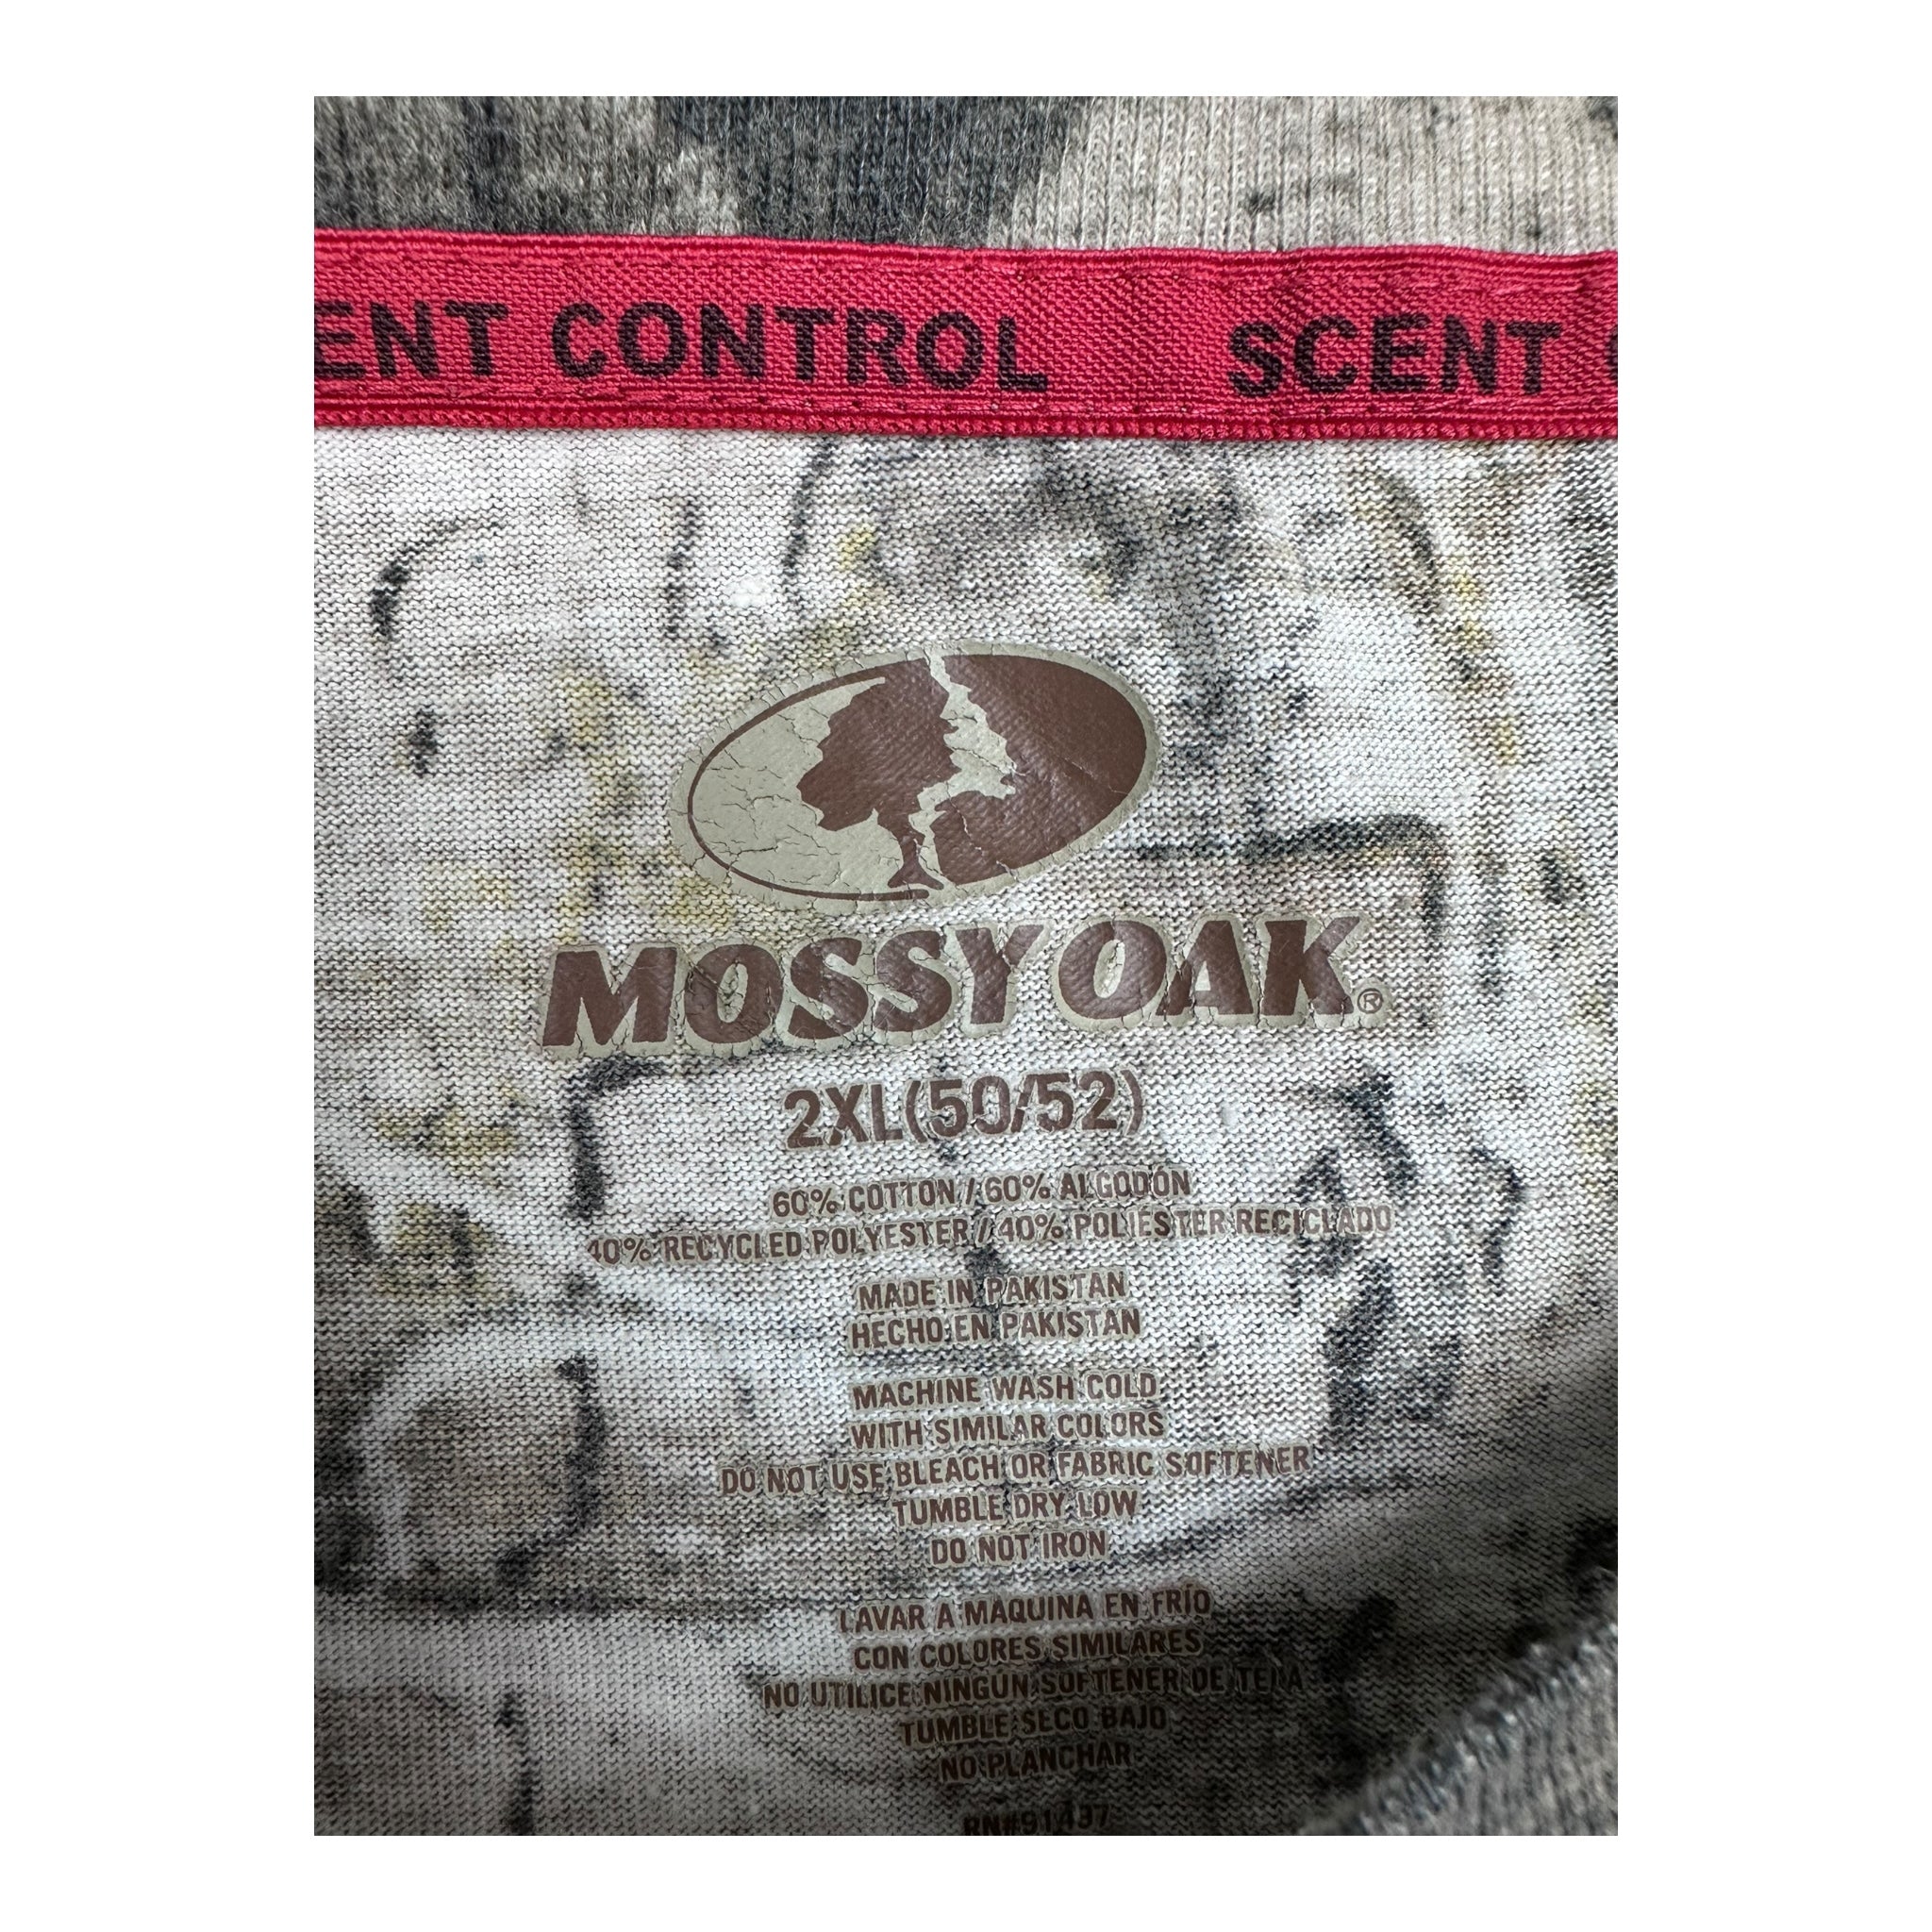 ENT CONTROL SCENT
MOSSY OAK®
2XL(50/52)
60% COTTON / 60% ALGODÓN
40% RECYCLED POLYESTER / 40% POLIESTER RECICLADO
MADE IN PAKISTAN
HECHO EN PAKISTAN
MACHINE WASH COLD
WITH SIMILAR COLORS
DO NOT USE BLEACH OR FABRIC SOFTENER
TUMBLE DRY LOW
DO NOT IRON
LAVAR A MAQUINA EN FRÍO
CON COLORES SIMILARES
NO UTILICE NINGUN SOFTENER DE TELA
TUMBLE SECO BAJO
NO PLANCHAR
RN#91437